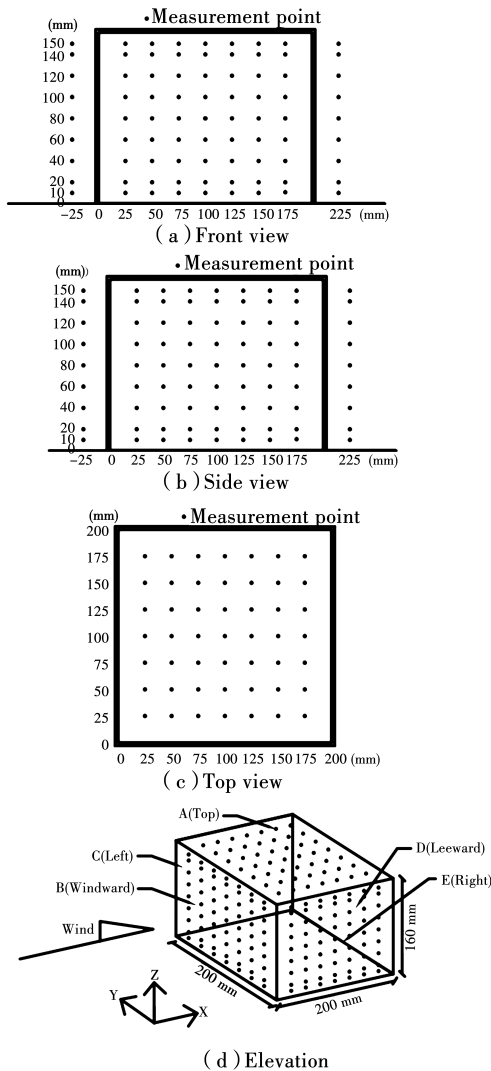 •Measurement point
(mm)
150
140
120
100
80
60
40
20
10
0
−25 0 25 50 75 100 125 150 175 225 (mm)
(a)Front view
•Measurement point
(mm))
150
140
120
100
80
60
40
20
10
0
−25 0 25 50 75 100 125 150 175 225 (mm)
(b)Side view
•Measurement point
(mm)
200
175
150
125
100
75
50
25
0
0 25 50 75 100 125 150 175 200 (mm)
(c)Top view
A(Top)
C(Left)
D(Leeward)
B(Windward)
E(Right)
Wind
160 mm
200 mm
200 mm
Z
Y
X
(d)Elevation